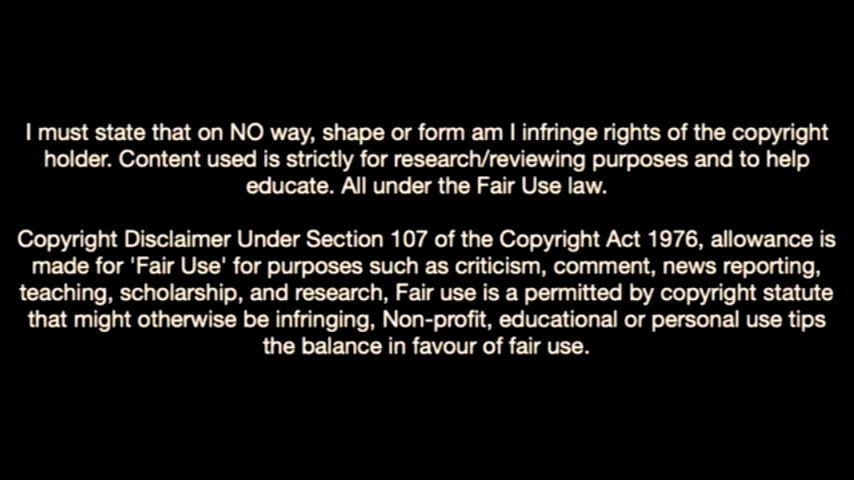 I must state that on NO way, shape or form am I infringe rights of the copyright
holder. Content used is strictly for research/reviewing purposes and to help
educate. All under the Fair Use law.
Copyright Disclaimer Under Section 107 of the Copyright Act 1976, allowance is
made for 'Fair Use' for purposes such as criticism, comment, news reporting,
teaching, scholarship, and research, Fair use is a permitted by copyright statute
that might otherwise be infringing, Non-profit, educational or personal use tips
the balance in favour of fair use.